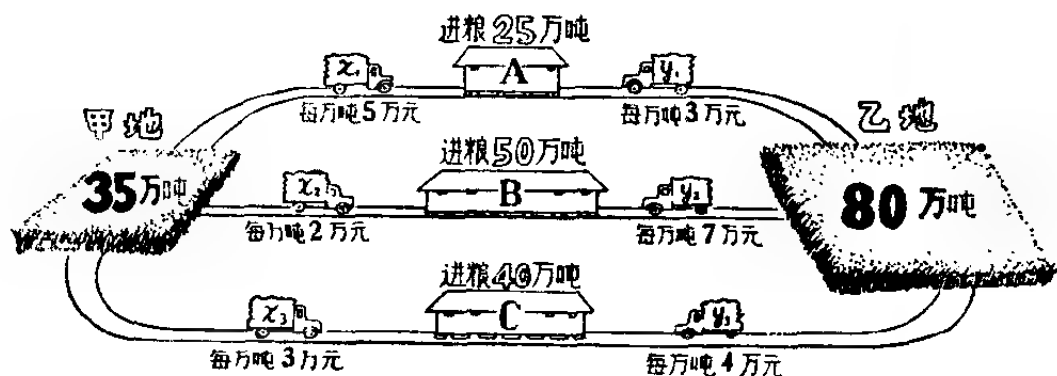 进粮25万吨
x₁ A y₁
每万吨5万元 每万吨3万元
甲地 乙地
进粮50万吨
35万吨 x₂ B y₂ 80万吨
每万吨2万元 每万吨7万元
进粮40万吨
x₃ C y₃
每万吨3万元 每万吨4万元